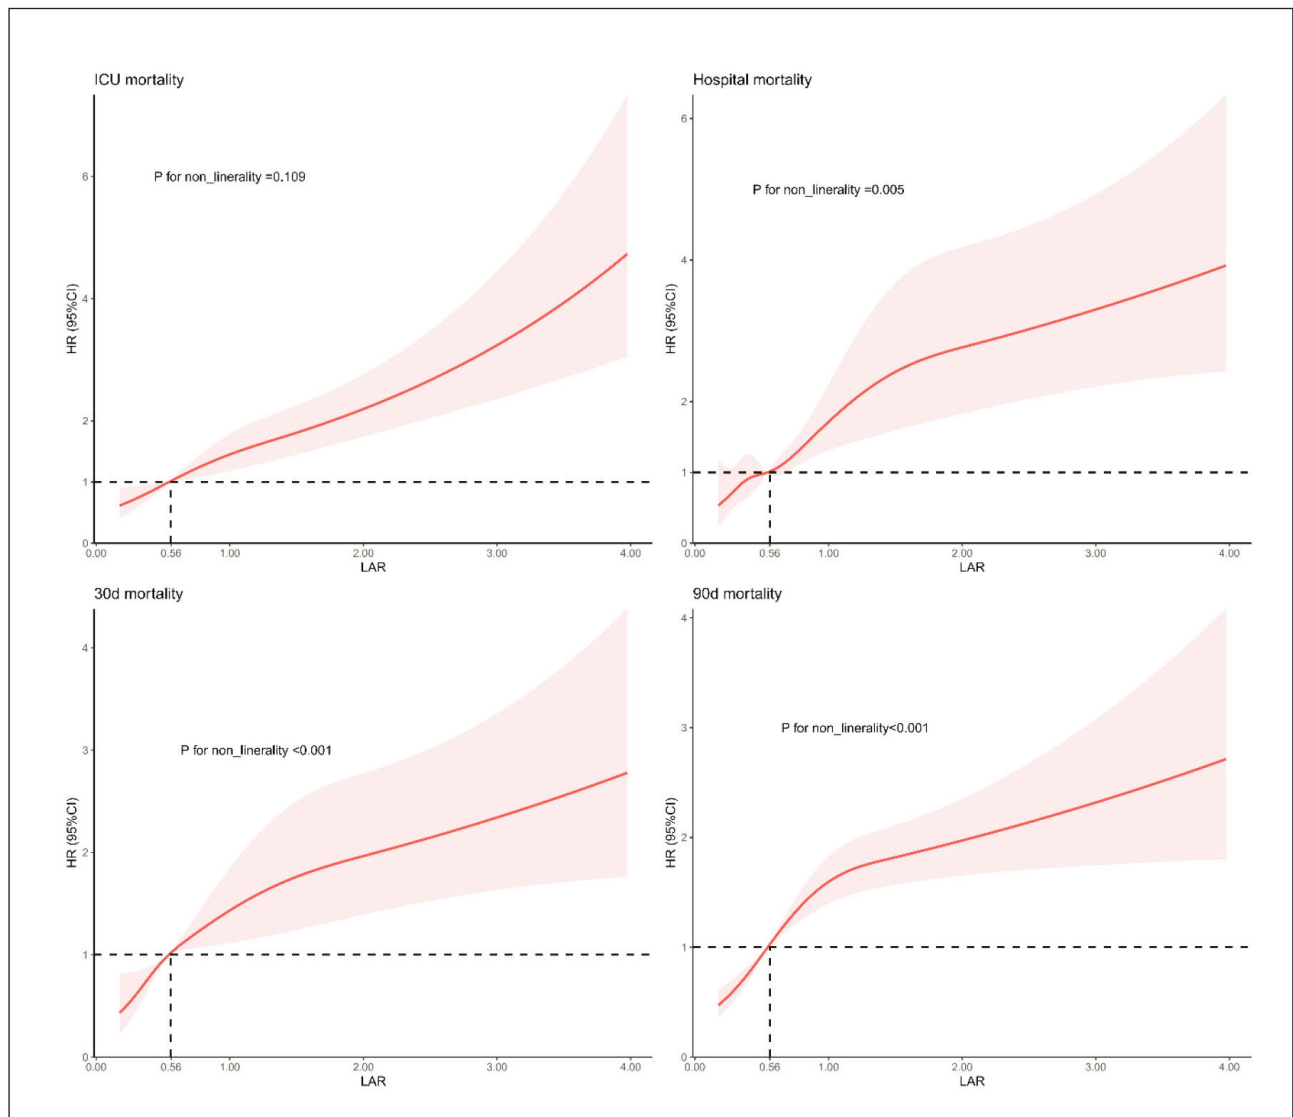 ICU mortality
6
4
2
1
0
HR (95%CI)
P for non_linerality =0.109
0.00 0.56 1.00 2.00 3.00 4.00
LAR
Hospital mortality
6
4
2
1
0
HR (95%CI)
P for non_linerality =0.005
0.00 0.56 1.00 2.00 3.00 4.00
LAR
30d mortality
4
3
2
1
0
HR (95%CI)
P for non_linerality <0.001
0.00 0.56 1.00 2.00 3.00 4.00
LAR
90d mortality
4
3
2
1
0
HR (95%CI)
P for non_linerality<0.001
0.00 0.56 1.00 2.00 3.00 4.00
LAR